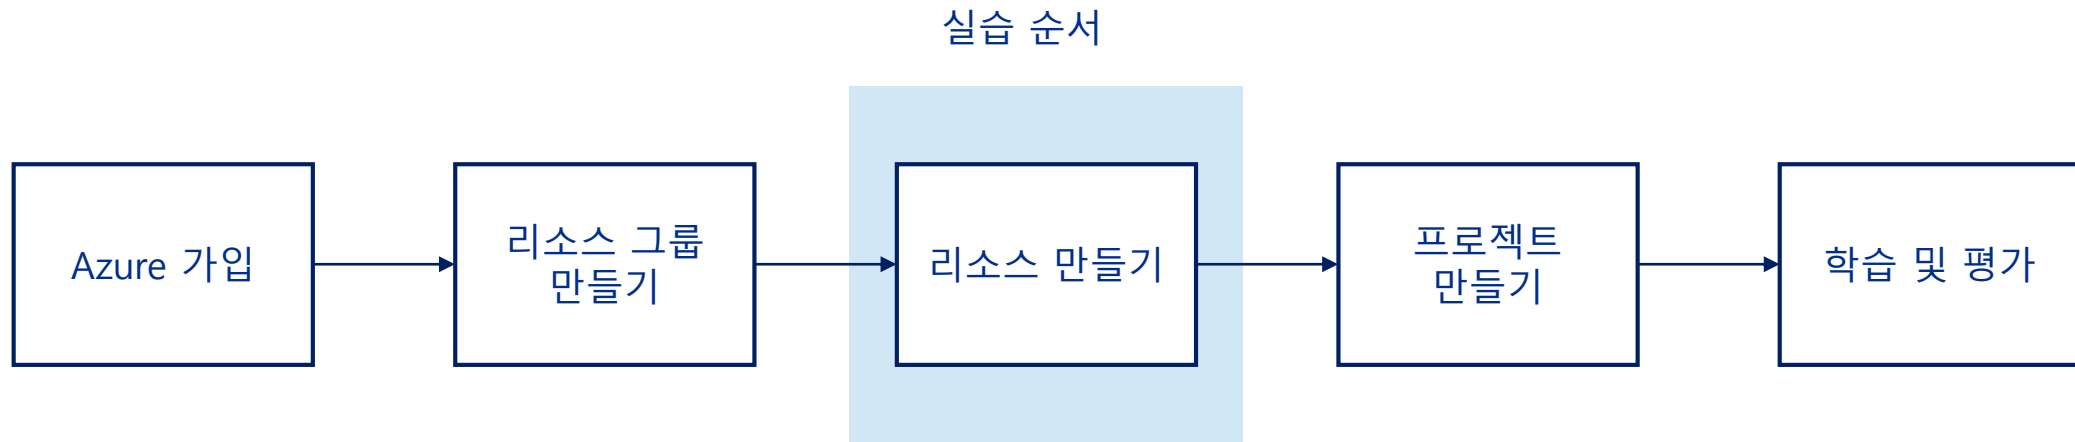 실습 순서
Azure 가입
리소스 그룹
만들기
리소스 만들기
프로젝트
만들기
학습 및 평가